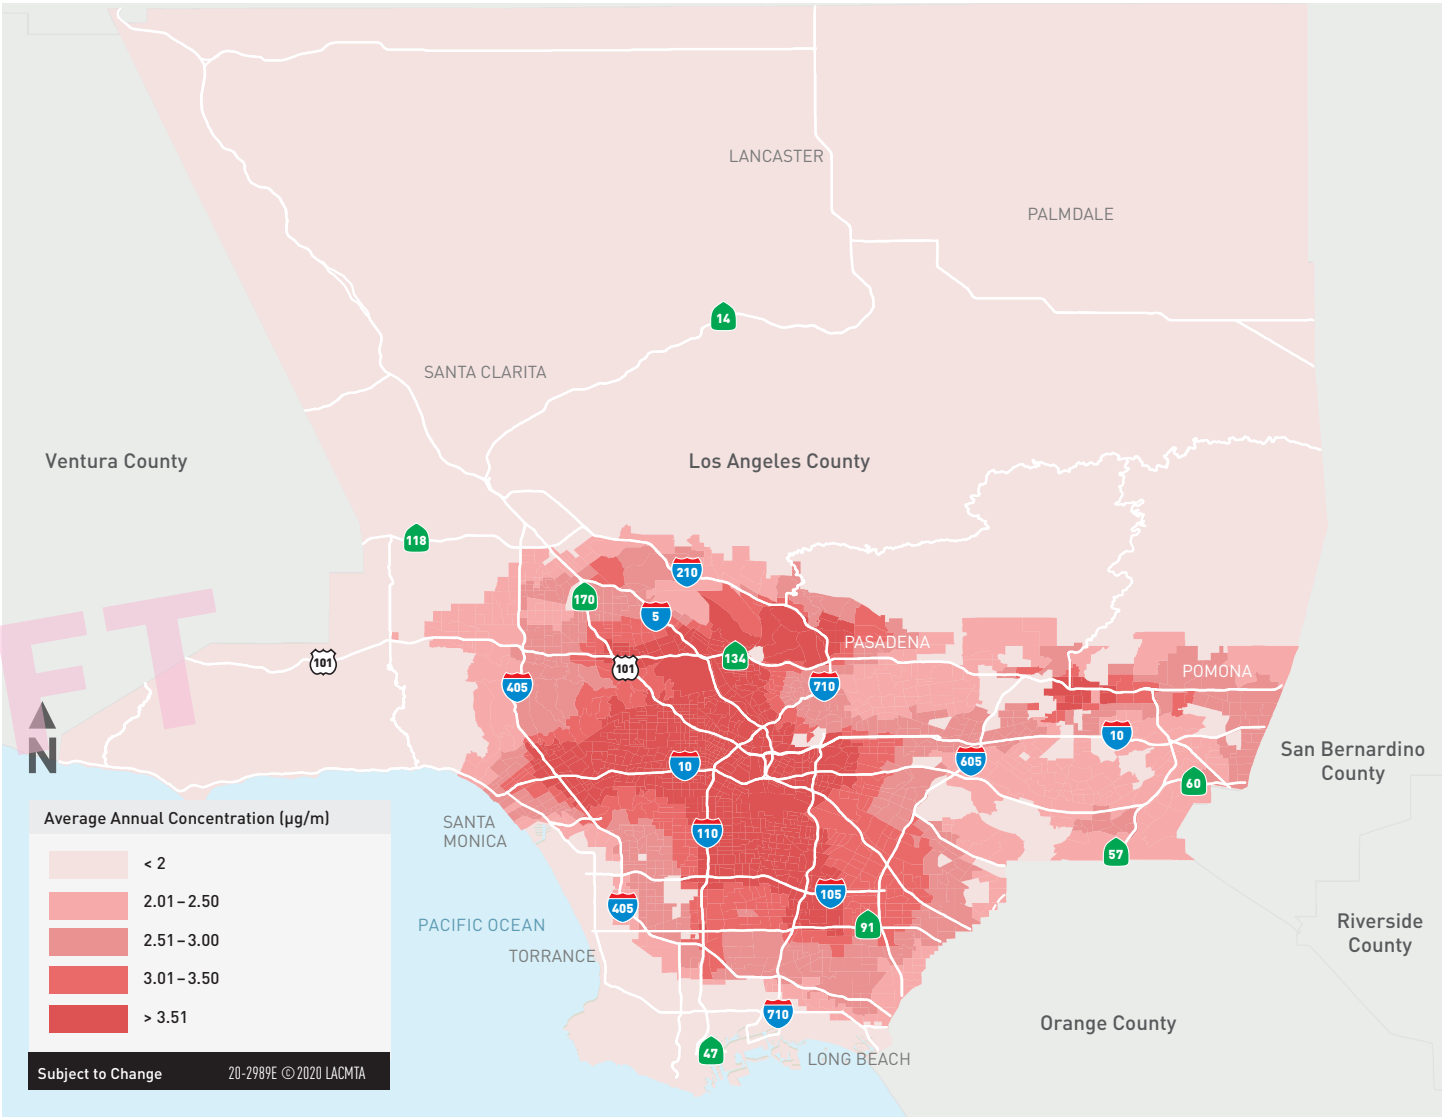 LANCASTER
PALMDALE
14
SANTA CLARITA
Ventura County
Los Angeles County
118
210
170
5
FT
PASADENA
134
101
101
POMONA
405
710
N
10
10
605
San Bernardino
County
60
Average Annual Concentration (µg/m)
SANTA
MONICA
110
57
< 2
2.01 – 2.50
2.51 – 3.00
3.01 – 3.50
> 3.51
105
405
91
PACIFIC OCEAN
TORRANCE
Riverside
County
710
Orange County
47
LONG BEACH
Subject to Change
20-2989E ©2020 LACMTA